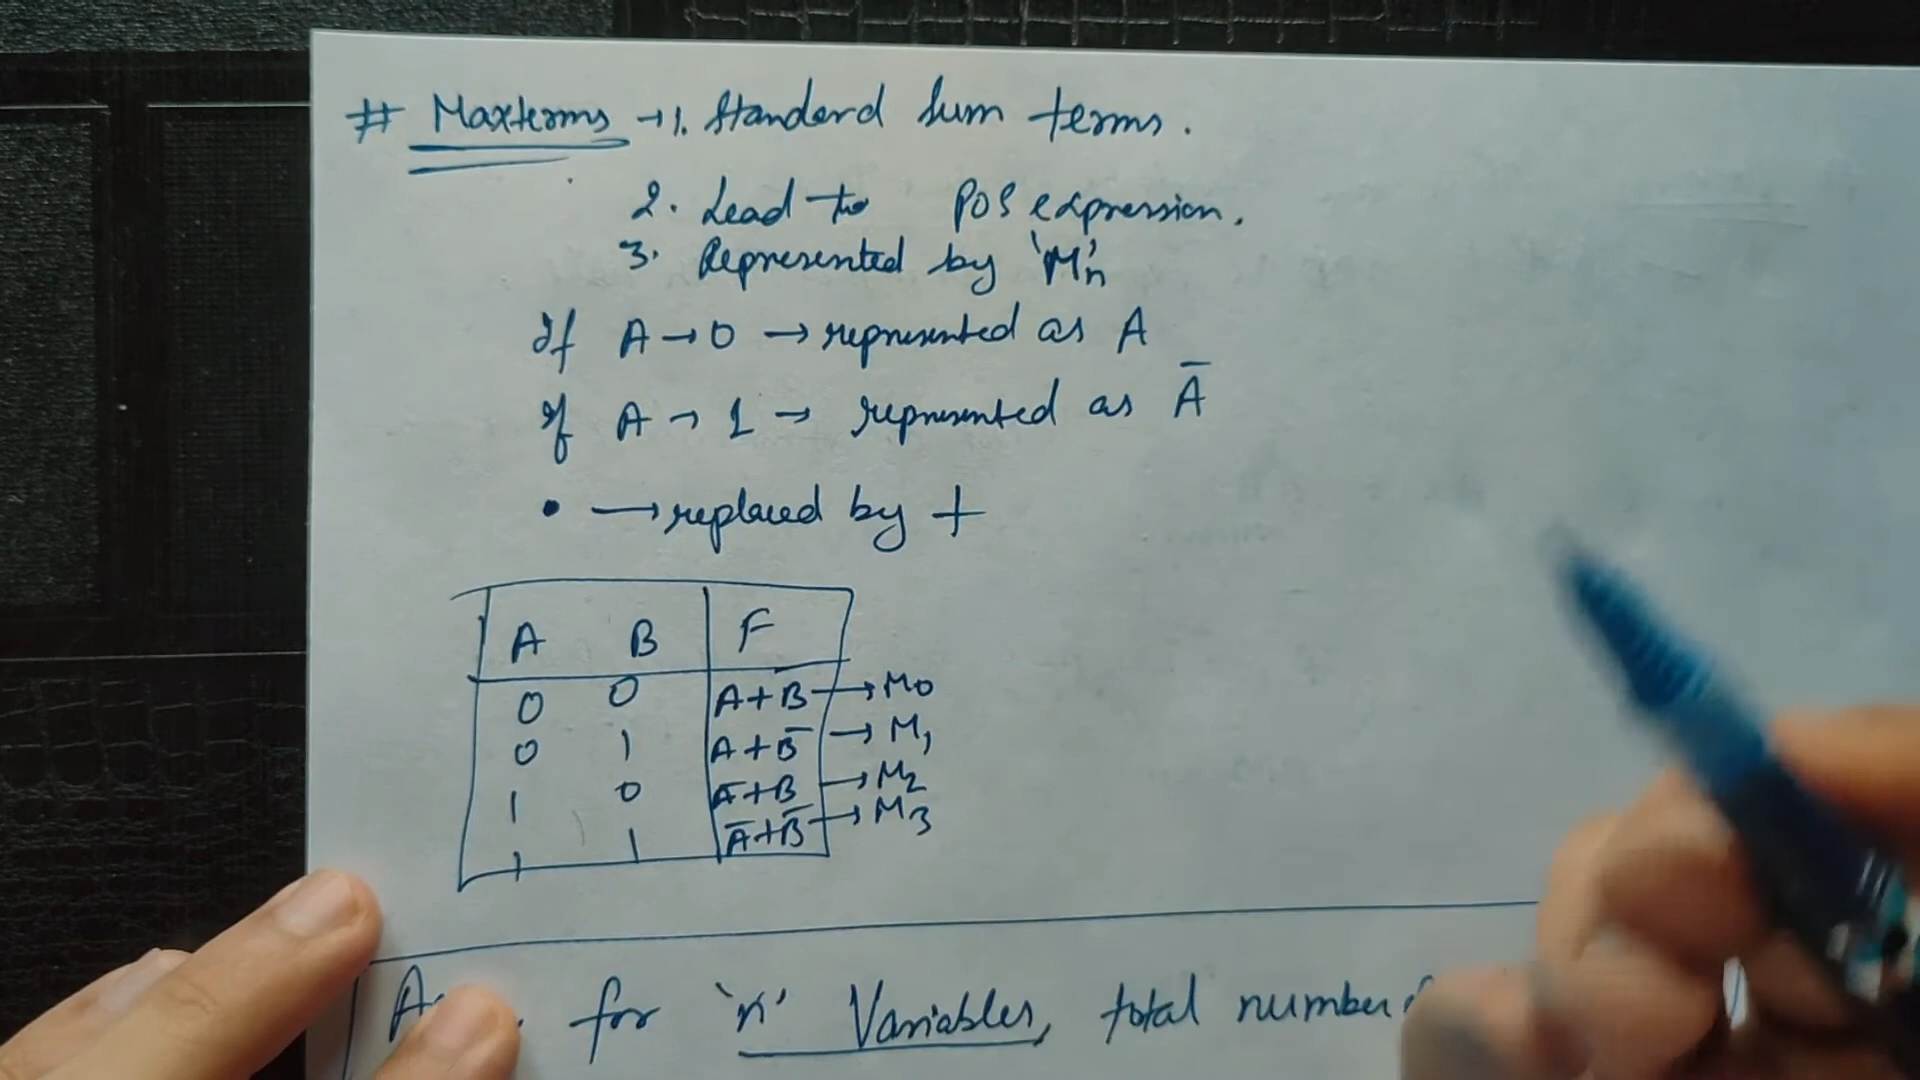 # Maxterms → 1. Standard Sum terms.
2. Lead to POS expression.
3. Represented by 'Mn'
If A → 0 → represented as A
If A → 1 → represented as A̅
• → replaced by +
A B F
0 0 A+B → M0
0 1 A+B̅ → M1
1 0 A̅+B → M2
1 1 A̅+B̅ → M3
for 'n' Variables, total number